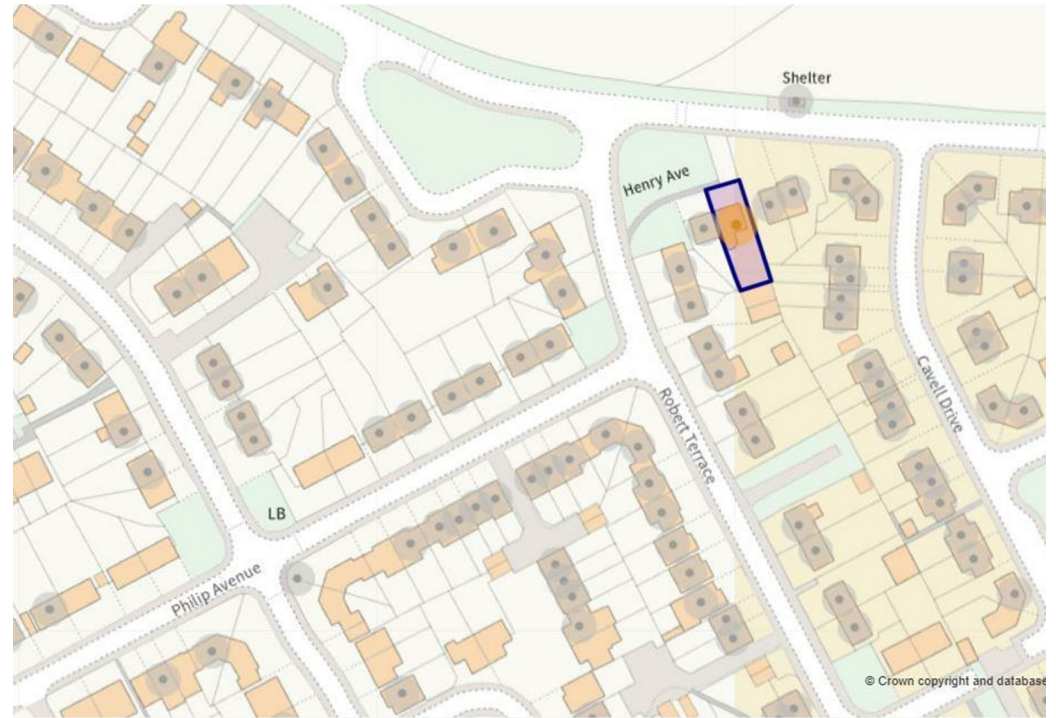 Shelter
Henry Ave
Robert Terrace
Cavell Drive
LB
Philip Avenue
© Crown copyright and database